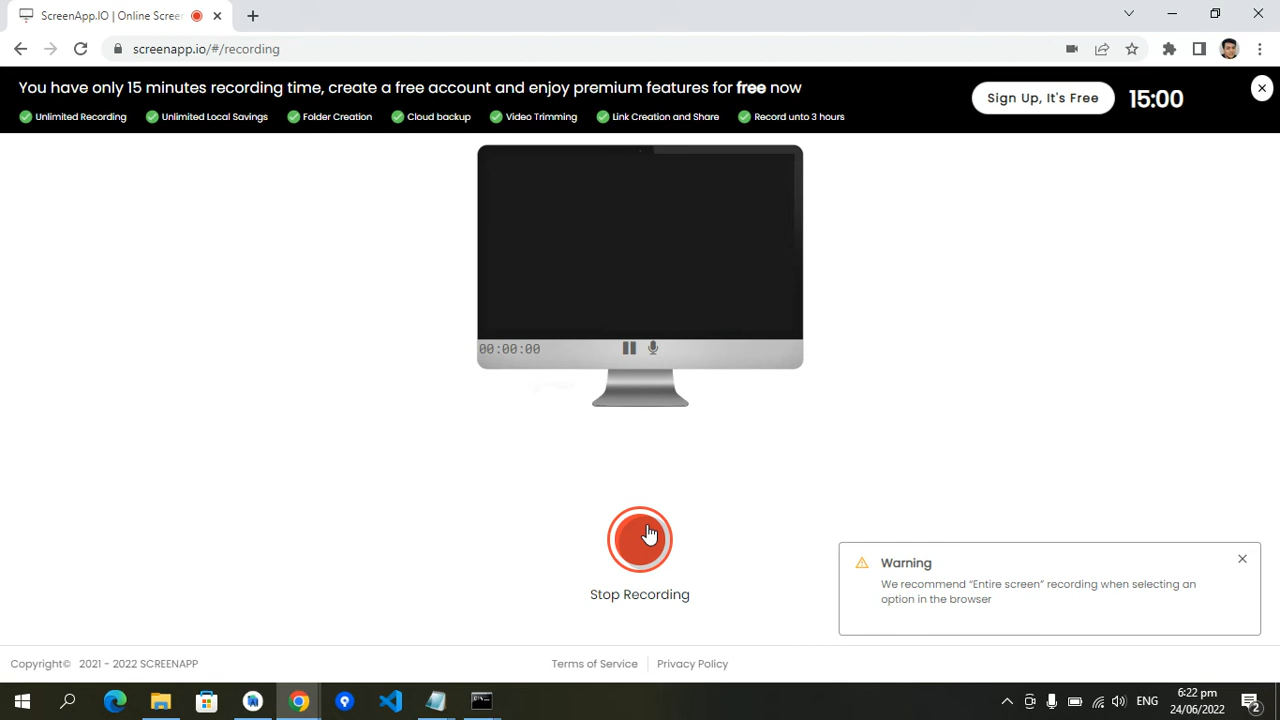 ScreenApp.IO | Online Screen
screenapp.io/#/recording
You have only 15 minutes recording time, create a free account and enjoy premium features for free now
Sign Up, It's Free
15:00
Unlimited Recording
Unlimited Local Savings
Folder Creation
Cloud backup
Video Trimming
Link Creation and Share
Record unto 3 hours
00:00:00
Stop Recording
Warning
We recommend “Entire screen” recording when selecting an
option in the browser
Copyright© 2021 - 2022 SCREENAPP
Terms of Service
Privacy Policy
ENG
6:22 pm
24/06/2022
2